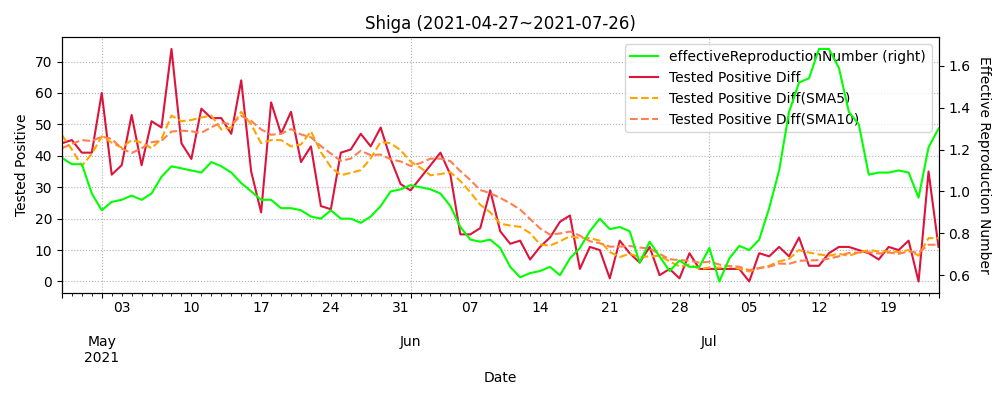 Shiga (2021-04-27~2021-07-26)
effectiveReproductionNumber (right)
Tested Positive Diff
Tested Positive Diff(SMA5)
Tested Positive Diff(SMA10)
Tested Positive
70
60
50
40
30
20
10
0
1.6
1.4
1.2
1.0
0.8
0.6
Effective Reproduction Number
03 10 17 24 31 07 14 21 28 05 12 19
May Jun Jul
2021
Date